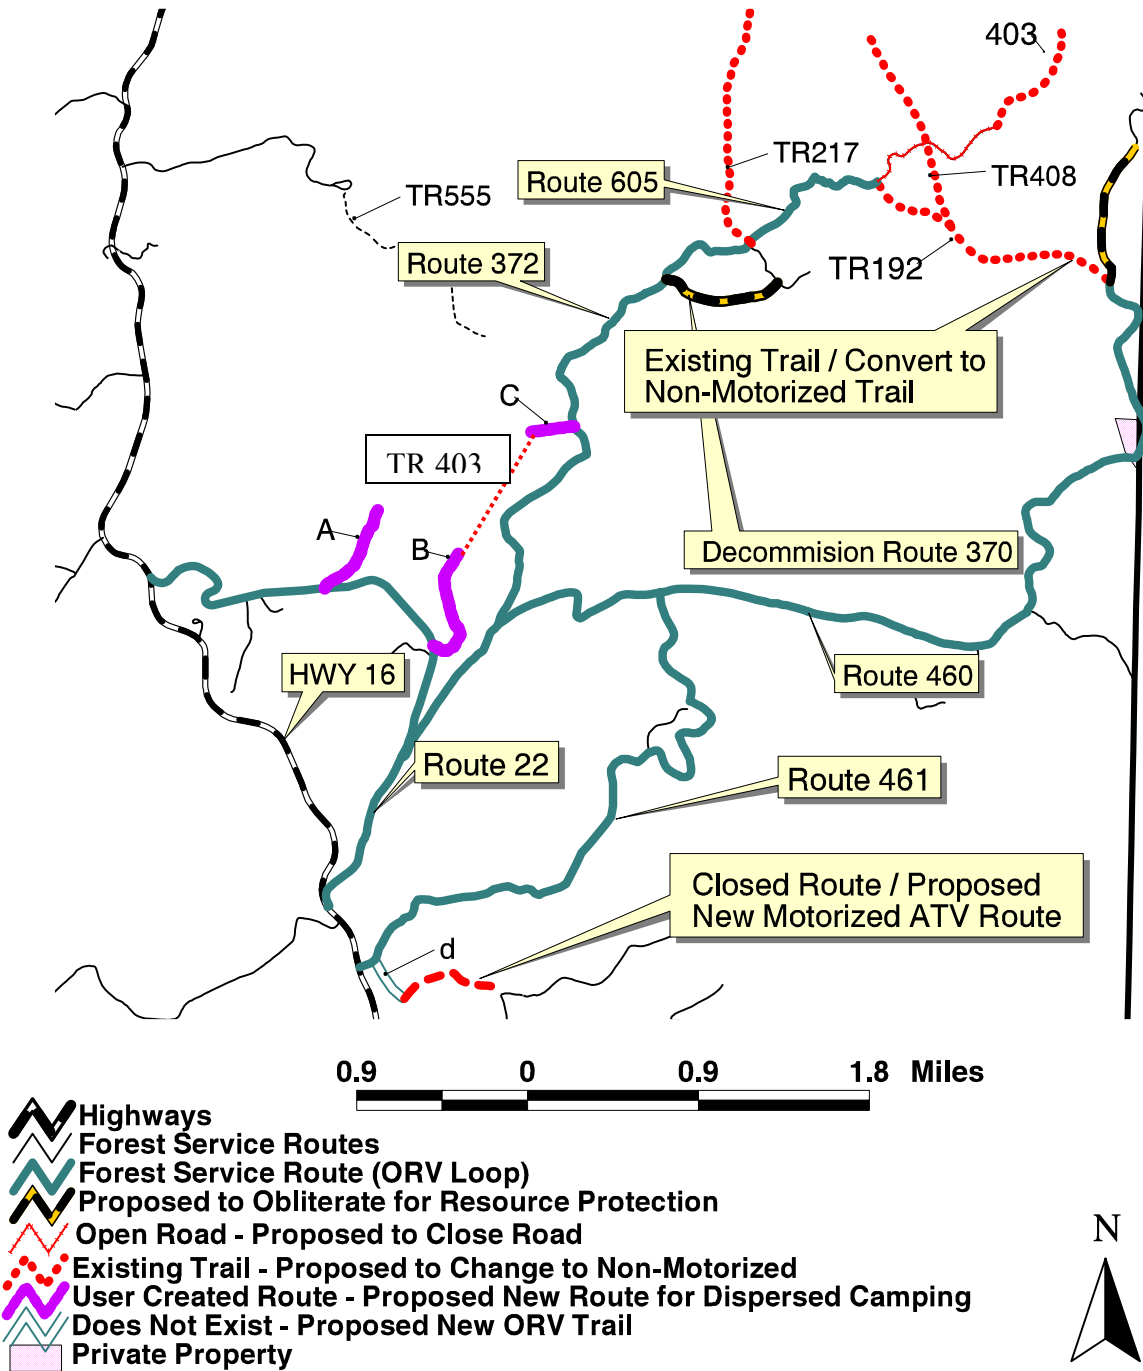 403
TR217
TR408
Route 605
TR555
TR192
Route 372
Existing Trail / Convert to
Non-Motorized Trail
C
TR 403
A
B
Decommision Route 370
HWY 16
Route 460
Route 22
Route 461
Closed Route / Proposed
New Motorized ATV Route
d
0.9 0 0.9 1.8 Miles
Highways
Forest Service Routes
Forest Service Route (ORV Loop)
Proposed to Obliterate for Resource Protection
Open Road - Proposed to Close Road
Existing Trail - Proposed to Change to Non-Motorized
User Created Route - Proposed New Route for Dispersed Camping
Does Not Exist - Proposed New ORV Trail
Private Property
N